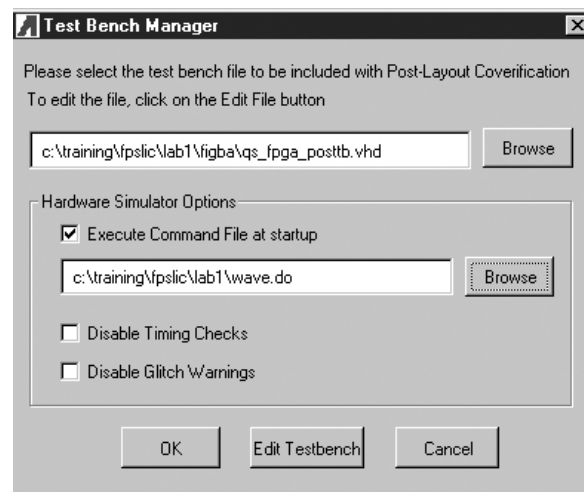 Test Bench Manager
Please select the test bench file to be included with Post-Layout Coverification
To edit the file, click on the Edit File button
c:\training\fpslic\lab1\figba\qs_fpga_posttb.vhd
Browse
Hardware Simulator Options
Execute Command File at startup
c:\training\fpslic\lab1\wave.do
Browse
Disable Timing Checks
Disable Glitch Warnings
OK
Edit Testbench
Cancel